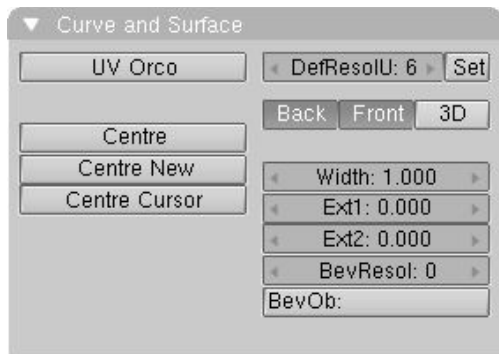 Curve and Surface
UV Orco
DefResolU: 6
Set
Back
Front
3D
Centre
Centre New
Centre Cursor
Width: 1.000
Ext1: 0.000
Ext2: 0.000
BevResol: 0
BevOb: